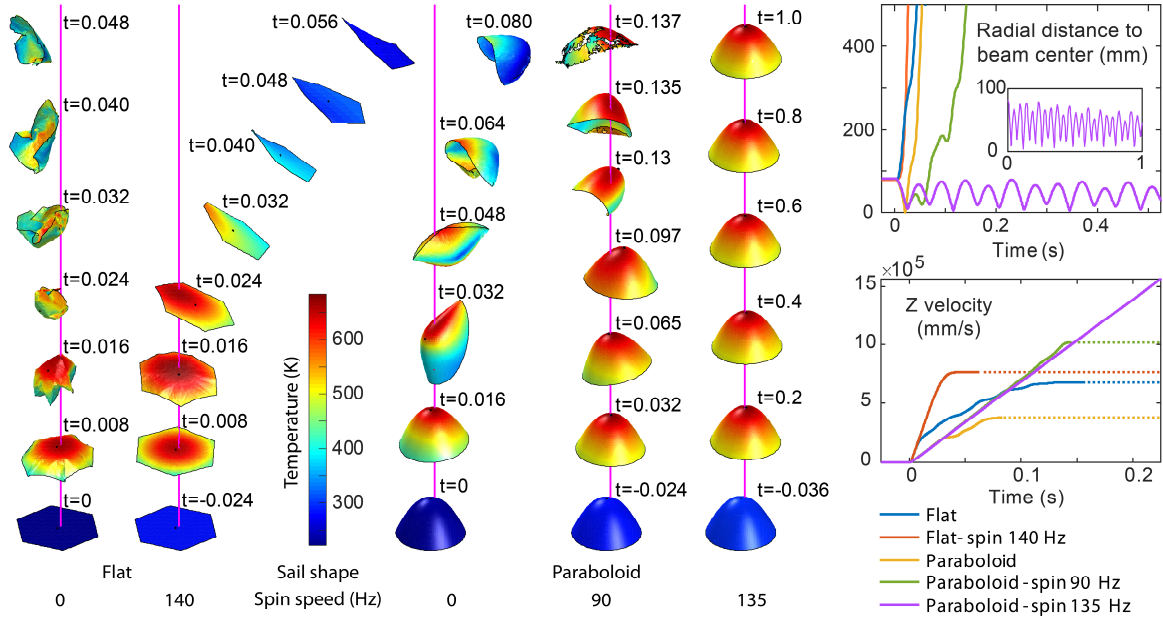 t=0.048
t=0.040
t=0.032
t=0.024
t=0.016
t=0.008
t=0
t=0.056
t=0.048
t=0.040
t=0.032
t=0.024
t=0.016
t=0.008
t=-0.024
Temperature (K)
600
500
400
300
t=0.080
t=0.064
t=0.048
t=0.032
t=0.016
t=0
t=0.137
t=0.135
t=0.13
t=0.097
t=0.065
t=0.032
t=-0.024
t=1.0
t=0.8
t=0.6
t=0.4
t=0.2
t=-0.036
Flat
Sail shape
Paraboloid
0
140
Spin speed (Hz)
0
90
135
Radial distance to
beam center (mm)
400
200
0
100
0
0
1
0
0.2
0.4
Time (s)
×10⁵
Z velocity
(mm/s)
15
10
5
0
0
0.1
0.2
Time (s)
Flat
Flat- spin 140 Hz
Paraboloid
Paraboloid - spin 90 Hz
Paraboloid - spin 135 Hz